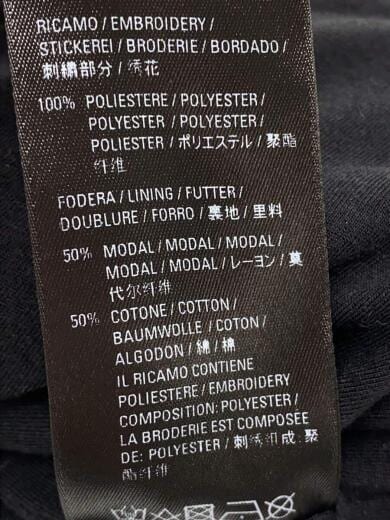 RICAMO / EMBROIDERY /
STICKEREI / BRODERIE / BORDADO /
刺繍部分 / 绣花
100% POLIESTERE / POLYESTER /
POLYESTER / POLYESTER /
POLIESTER / ポリエステル / 聚酯
纤维
FODERA / LINING / FUTTER /
DOUBLURE / FORRO / 裏地 / 里料
50% MODAL / MODAL / MODAL /
MODAL / MODAL / レーヨン / 莫
代尔纤维
50% COTONE / COTTON /
BAUMWOLLE / COTON /
ALGODON / 綿 / 棉
IL RICAMO CONTIENE
POLIESTERE / EMBROIDERY
COMPOSITION: POLYESTER /
LA BRODERIE EST COMPOSÉE
DE: POLYESTER / 刺绣组成: 聚
酯纤维